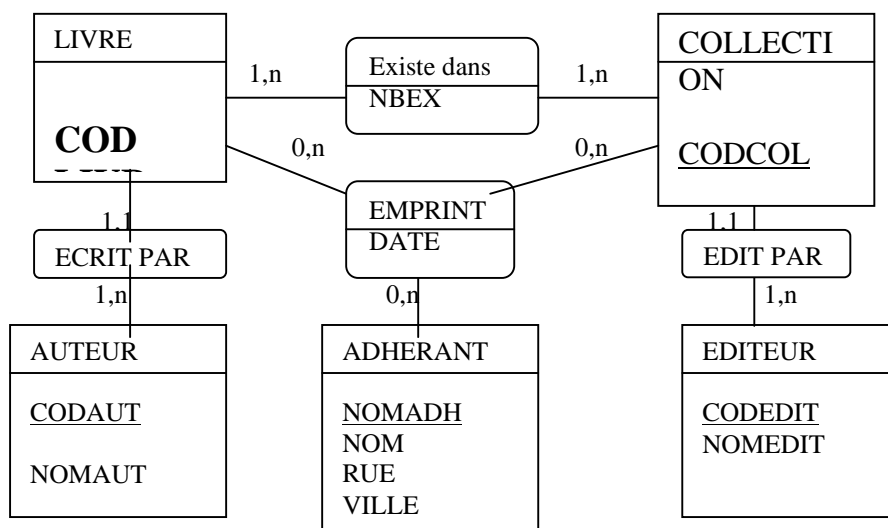 LIVRE
COD
1,n
Existe dans
NBEX
1,n
COLLECTI
ON
CODCOL
0,n
EMPRINT
DATE
0,n
1,1
ECRIT PAR
1,n
0,n
1,1
EDIT PAR
1,n
AUTEUR
CODAUT
NOMAUT
ADHERANT
NOMADH
NOM
RUE
VILLE
EDITEUR
CODEDIT
NOMEDIT